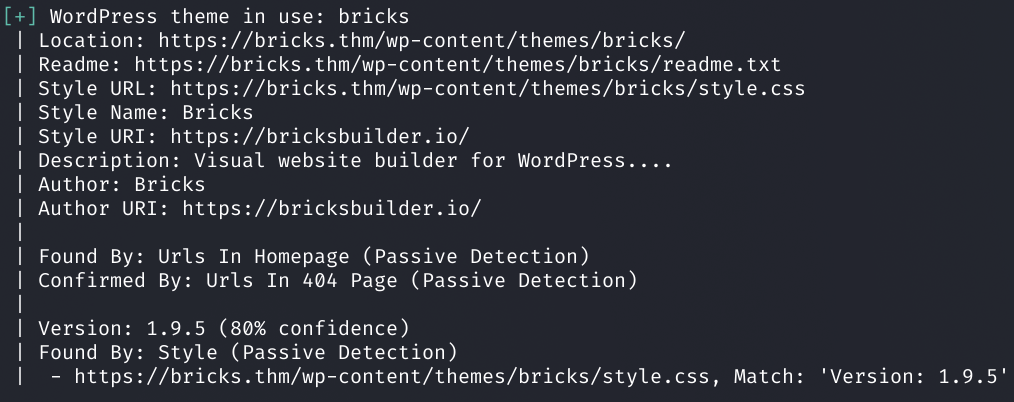 [+] WordPress theme in use: bricks
| Location: https://bricks.thm/wp-content/themes/bricks/
| Readme: https://bricks.thm/wp-content/themes/bricks/readme.txt
| Style URL: https://bricks.thm/wp-content/themes/bricks/style.css
| Style Name: Bricks
| Style URI: https://bricksbuilder.io/
| Description: Visual website builder for WordPress....
| Author: Bricks
| Author URI: https://bricksbuilder.io/
|
| Found By: Urls In Homepage (Passive Detection)
| Confirmed By: Urls In 404 Page (Passive Detection)
|
| Version: 1.9.5 (80% confidence)
| Found By: Style (Passive Detection)
|  - https://bricks.thm/wp-content/themes/bricks/style.css, Match: 'Version: 1.9.5'